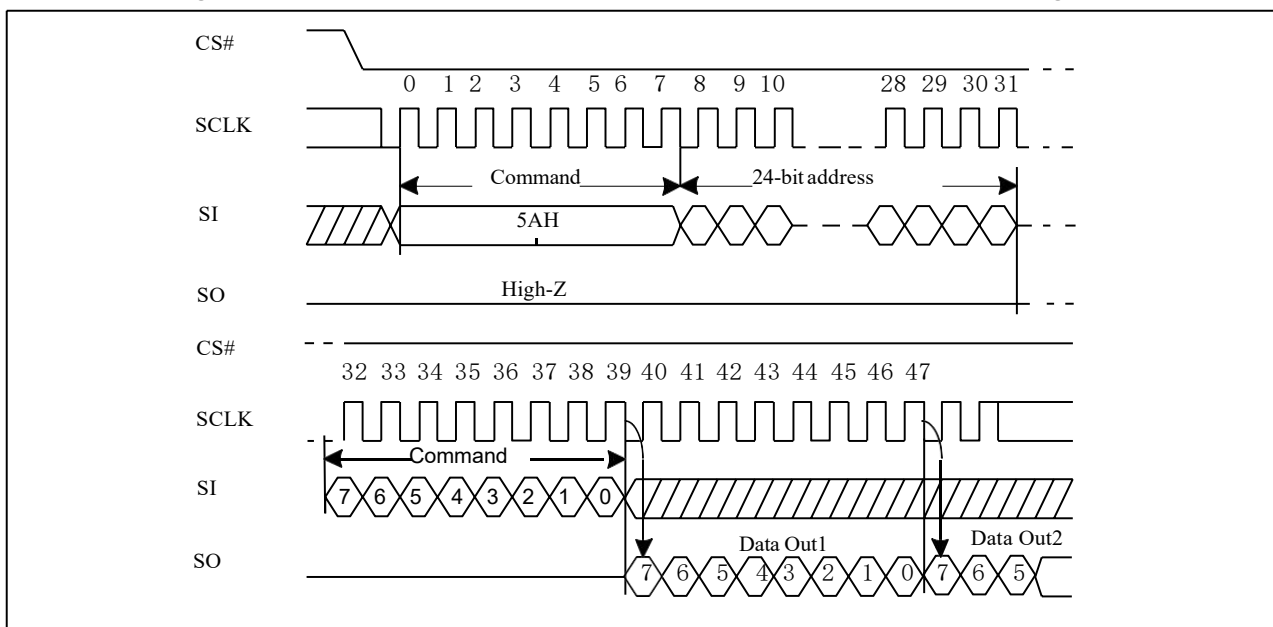 CS#
0 1 2 3 4 5 6 7 8 9 10 28 29 30 31
SCLK
Command 24-bit address
SI
5AH
SO
High-Z
CS#
32 33 34 35 36 37 38 39 40 41 42 43 44 45 46 47
SCLK
Command
SI
7 6 5 4 3 2 1 0
Data Out1 Data Out2
SO
7 6 5 4 3 2 1 0 7 6 5